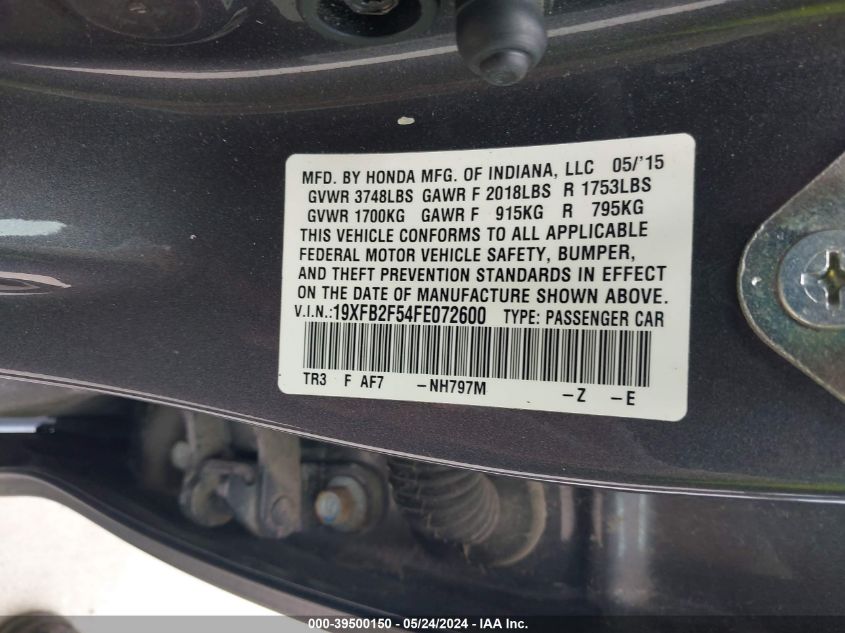 MFD. BY HONDA MFG. OF INDIANA, LLC 05/'15
GVWR 3748LBS GAWR F 2018LBS R 1753LBS
GVWR 1700KG GAWR F 915KG R 795KG
THIS VEHICLE CONFORMS TO ALL APPLICABLE
FEDERAL MOTOR VEHICLE SAFETY, BUMPER,
AND THEFT PREVENTION STANDARDS IN EFFECT
ON THE DATE OF MANUFACTURE SHOWN ABOVE.
V.I.N.:19XFB2F54FE072600 TYPE: PASSENGER CAR
TR3 F AF7 -NH797M -Z -E
000-39500150 - 05/24/2024 - IAA Inc.